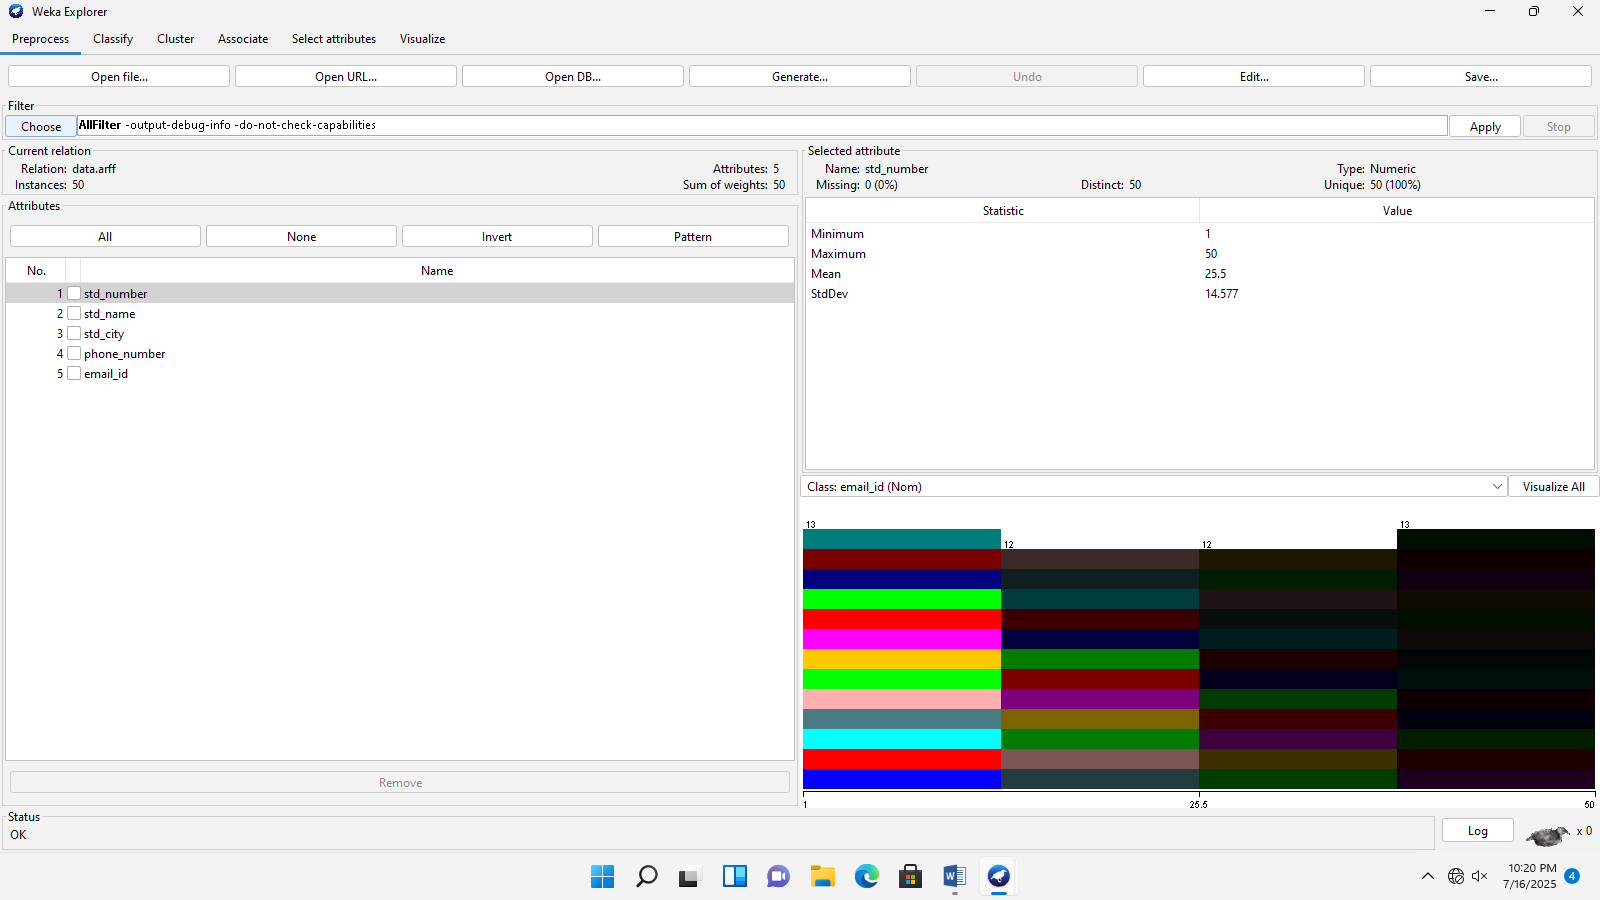 Weka Explorer
Preprocess Classify Cluster Associate Select attributes Visualize
Open file... Open URL... Open DB... Generate... Undo Edit... Save...
Filter
Choose AllFilter -output-debug-info -do-not-check-capabilities Apply Stop
Current relation
Relation: data.arff Attributes: 5
Instances: 50 Sum of weights: 50
Selected attribute
Name: std_number Type: Numeric
Missing: 0 (0%) Distinct: 50 Unique: 50 (100%)
Attributes
All None Invert Pattern
No. Name
1 std_number
2 std_name
3 std_city
4 phone_number
5 email_id
Remove
Statistic Value
Minimum 1
Maximum 50
Mean 25.5
StdDev 14.577
Class: email_id (Nom) Visualize All
13 12 12 13
1 25.5 50
Status
OK
Log x 0
10:20 PM
7/16/2025 4